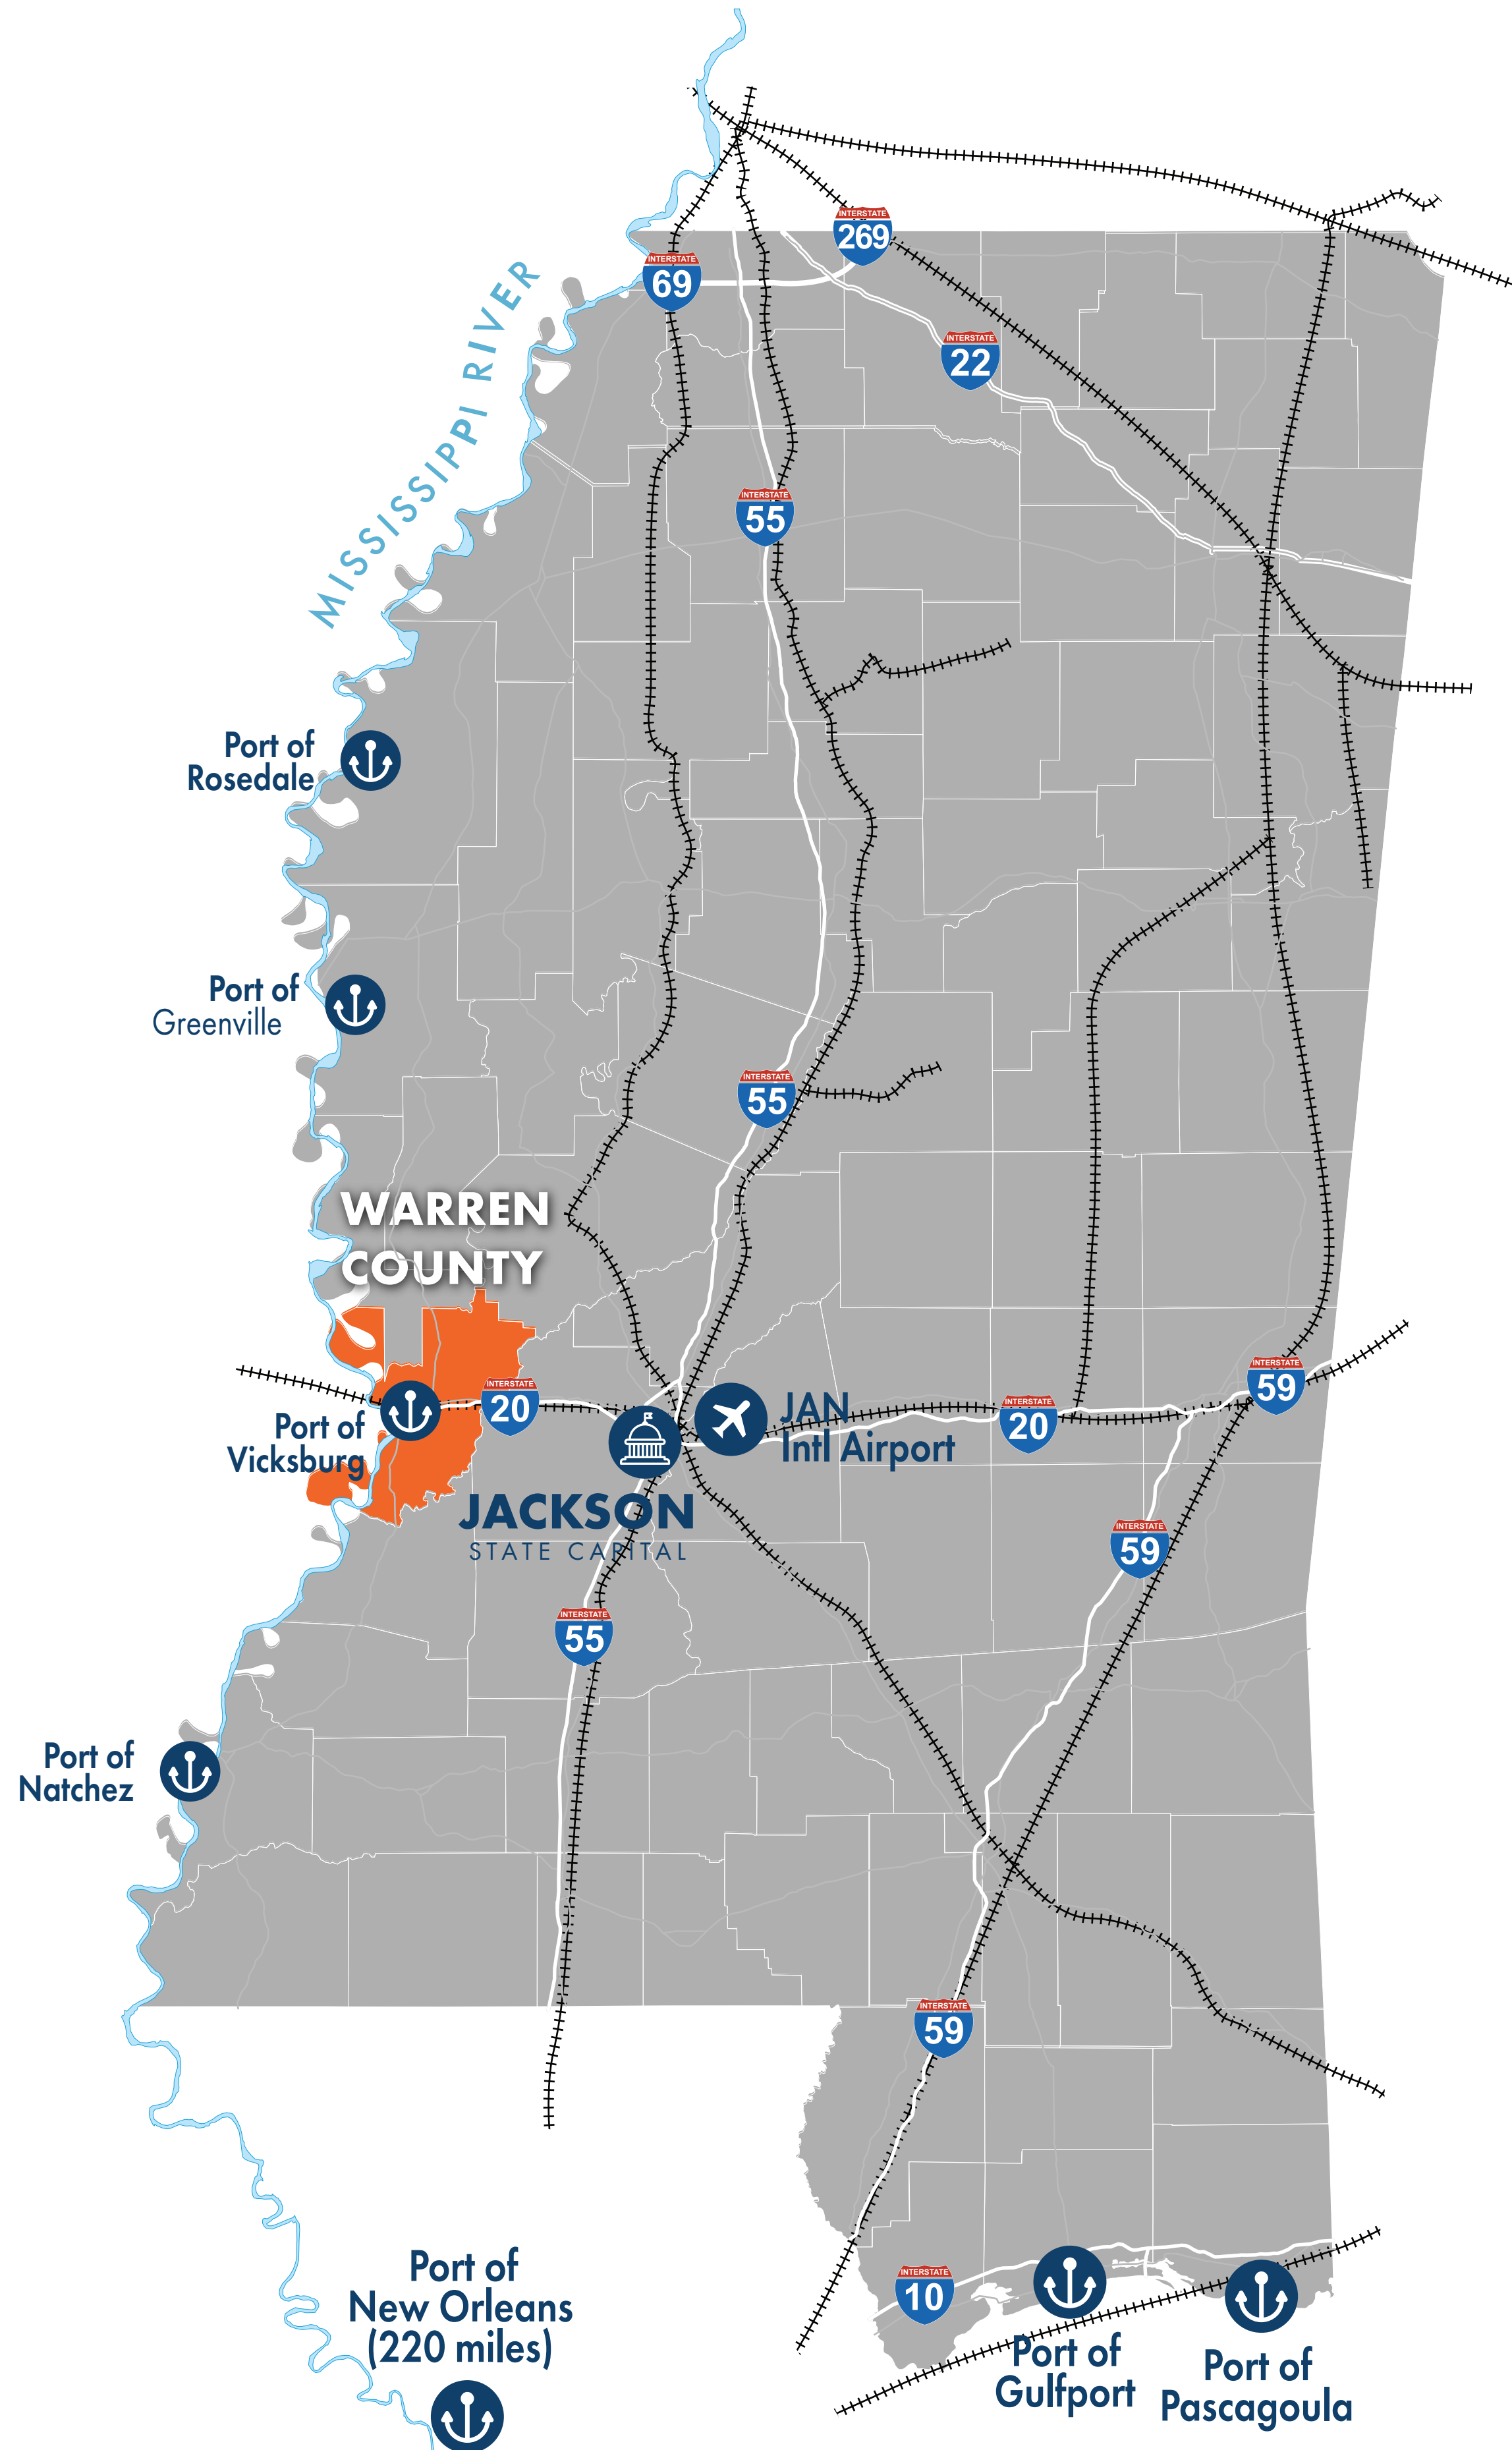 INTERSTATE
269
INTERSTATE
69
MISSISSIPPI RIVER
INTERSTATE
22
INTERSTATE
55
Port of
Rosedale
Port of
Greenville
INTERSTATE
55
WARREN
COUNTY
INTERSTATE
59
INTERSTATE
20
INTERSTATE
20
JAN
Intl Airport
Port of
Vicksburg
JACKSON
STATE CAPITAL
INTERSTATE
59
INTERSTATE
55
Port of
Natchez
INTERSTATE
59
Port of
New Orleans
(220 miles)
INTERSTATE
10
Port of
Gulfport
Port of
Pascagoula